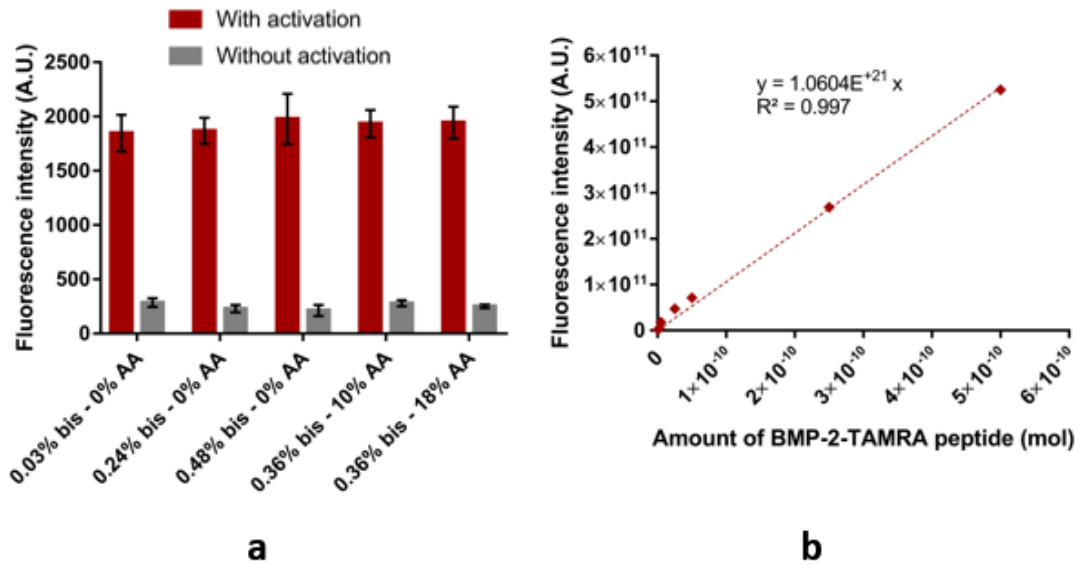 With activation
Without activation
Fluorescence intensity (A.U.)
2500
2000
1500
1000
500
0
0.03% bis - 0% AA
0.24% bis - 0% AA
0.48% bis - 0% AA
0.36% bis - 10% AA
0.36% bis - 18% AA
a
Fluorescence intensity (A.U.)
6×10¹¹
5×10¹¹
4×10¹¹
3×10¹¹
2×10¹¹
1×10¹¹
0
y = 1.0604E⁺²¹ x
R² = 0.997
0
1×10⁻¹⁰
2×10⁻¹⁰
3×10⁻¹⁰
4×10⁻¹⁰
5×10⁻¹⁰
6×10⁻¹⁰
Amount of BMP-2-TAMRA peptide (mol)
b